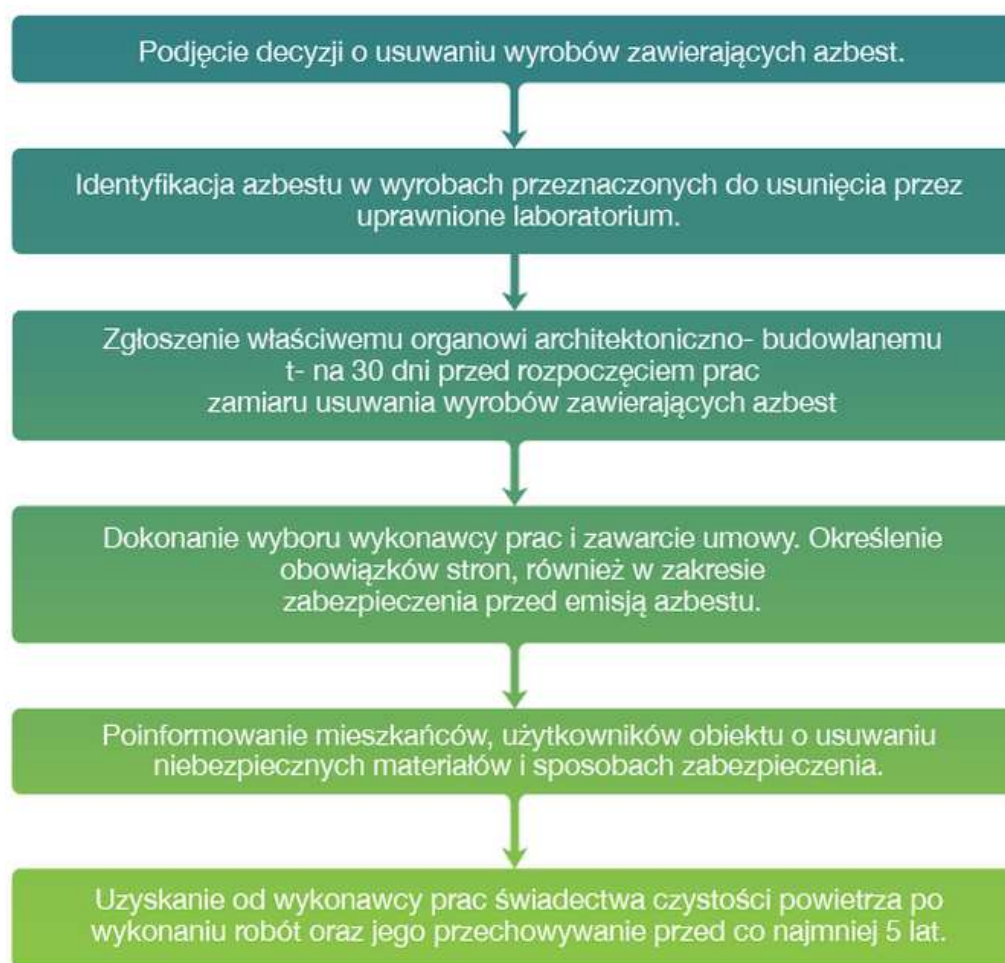 Podjęcie decyzji o usuwaniu wyrobów zawierających azbest.
Identyfikacja azbestu w wyrobach przeznaczonych do usunięcia przez
uprawnione laboratorium.
Zgłoszenie właściwemu organowi architektoniczno- budowlanemu
t- na 30 dni przed rozpoczęciem prac
zamiaru usuwania wyrobów zawierających azbest
Dokonanie wyboru wykonawcy prac i zawarcie umowy. Określenie
obowiązków stron, również w zakresie
zabezpieczenia przed emisją azbestu.
Poinformowanie mieszkańców, użytkowników obiektu o usuwaniu
niebezpiecznych materiałów i sposobach zabezpieczenia.
Uzyskanie od wykonawcy prac świadectwa czystości powietrza po
wykonaniu robót oraz jego przechowywanie przed co najmniej 5 lat.